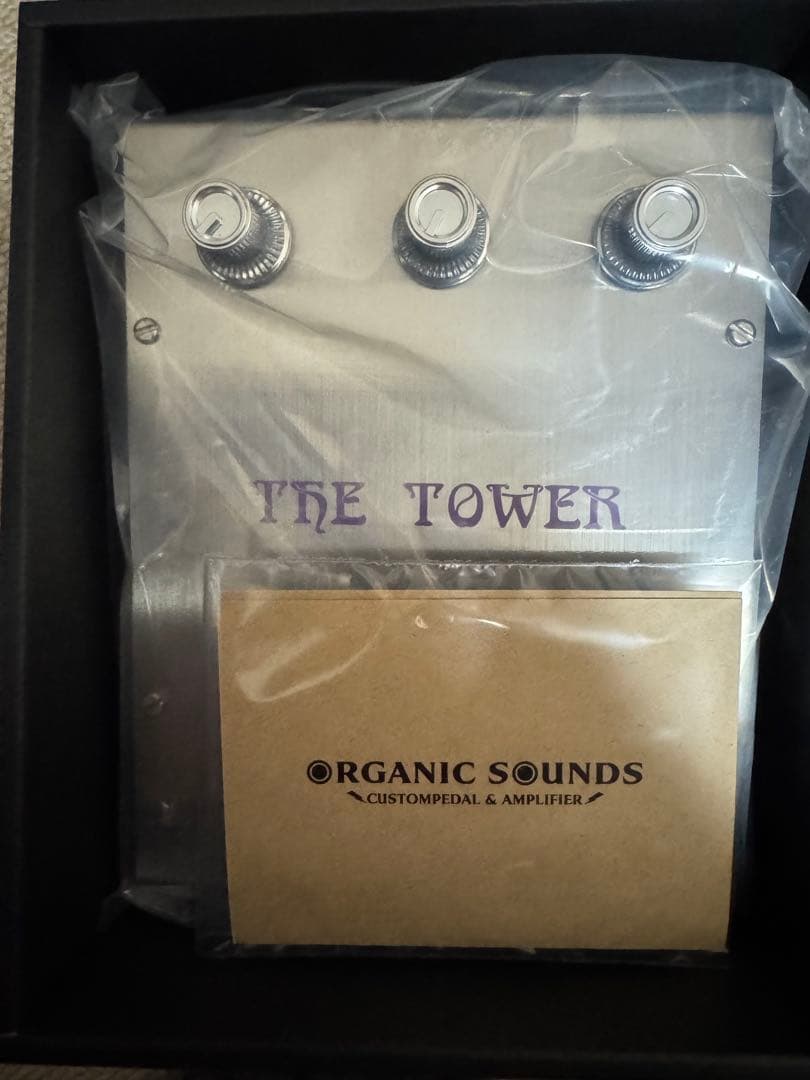 THE TOWER
ORGANIC SOUNDS
CUSTOMPEDAL & AMPLIFIER